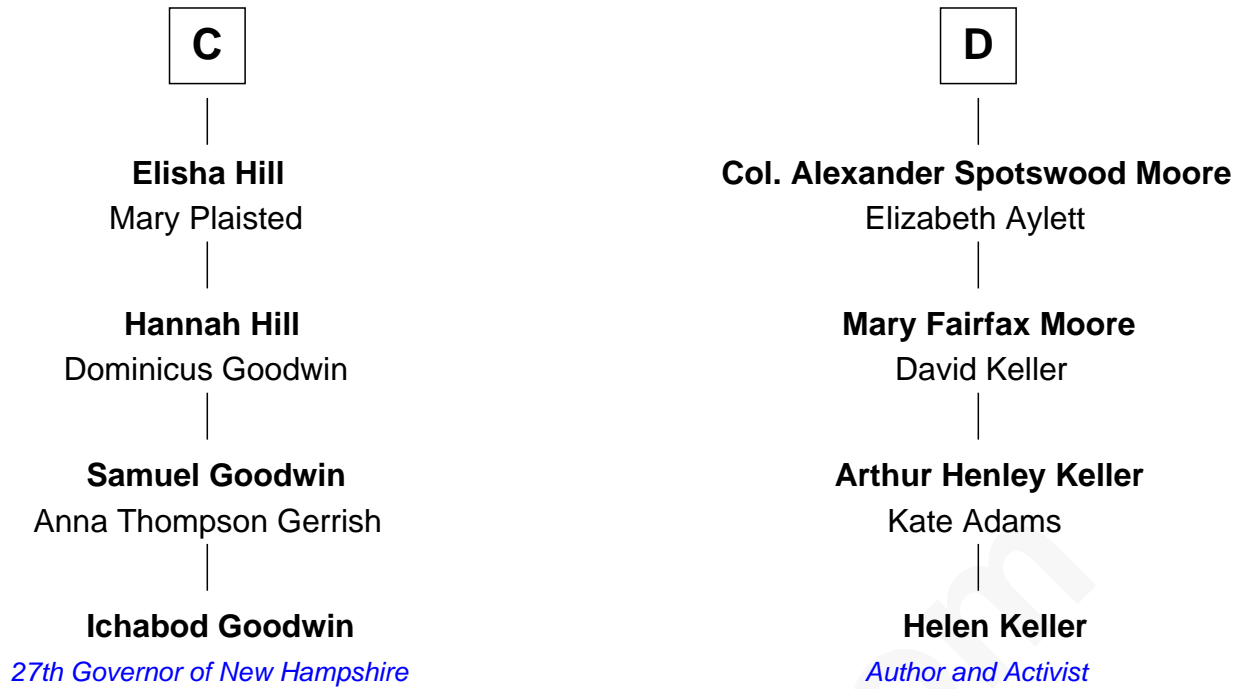 C
Elisha Hill
Mary Plaisted
Hannah Hill
Dominicus Goodwin
Samuel Goodwin
Anna Thompson Gerrish
Ichabod Goodwin
27th Governor of New Hampshire
D
Col. Alexander Spotswood Moore
Elizabeth Aylett
Mary Fairfax Moore
David Keller
Arthur Henley Keller
Kate Adams
Helen Keller
Author and Activist